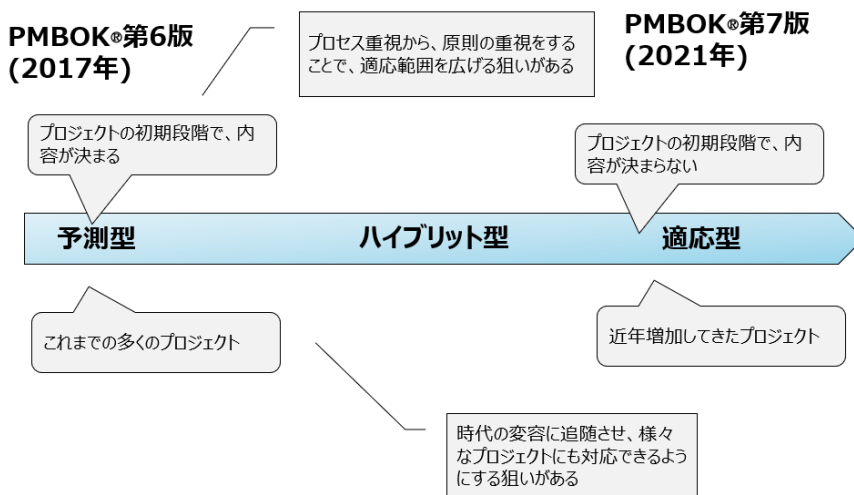 PMBOK®第6版
(2017年)
プロセス重視から、原則の重視をする
ことで、適応範囲を広げる狙いがある
PMBOK®第7版
(2021年)
プロジェクトの初期段階で、内
容が決まる
プロジェクトの初期段階で、内
容が決まらない
予測型
ハイブリット型
適応型
これまでの多くのプロジェクト
近年増加してきたプロジェクト
時代の変容に追随させ、様々
なプロジェクトにも対応できるよう
にする狙いがある